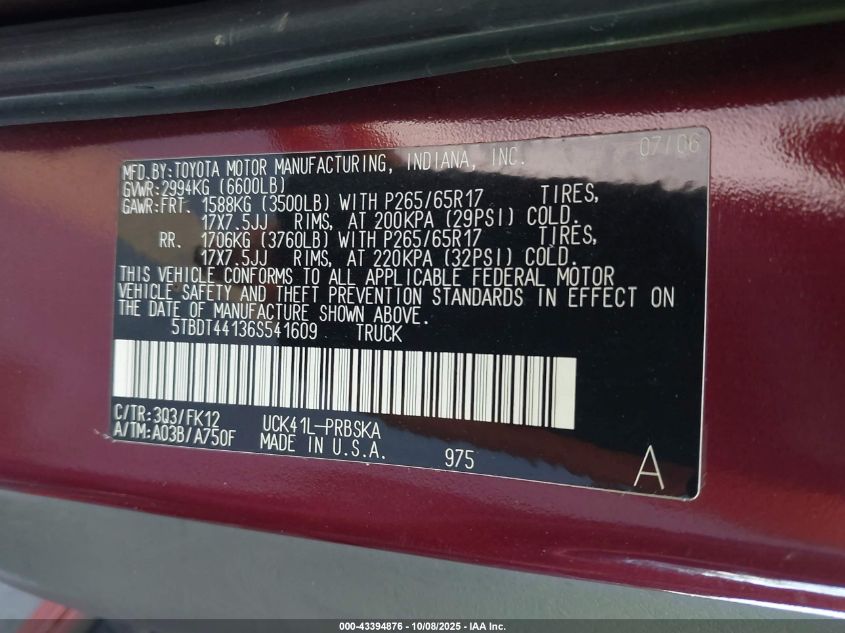 07/06
MFD.BY:TOYOTA MOTOR MANUFACTURING, INDIANA, INC.
GVWR:2994KG (6600LB)
GAWR:FRT. 1588KG (3500LB) WITH P265/65R17 TIRES,
17X7.5JJ RIMS, AT 200KPA (29PSI) COLD.
RR. 1706KG (3760LB) WITH P265/65R17 TIRES,
17X7.5JJ RIMS, AT 220KPA (32PSI) COLD.
THIS VEHICLE CONFORMS TO ALL APPLICABLE FEDERAL MOTOR
VEHICLE SAFETY AND THEFT PREVENTION STANDARDS IN EFFECT ON
THE DATE OF MANUFACTURE SHOWN ABOVE.
5TBDT44136S541609 TRUCK
C/TR:3Q3/FK12 UCK41L-PRBSKA
A/TM:A03B/A750F MADE IN U.S.A. 975 A
000-43394876 - 10/08/2025 - IAA Inc.